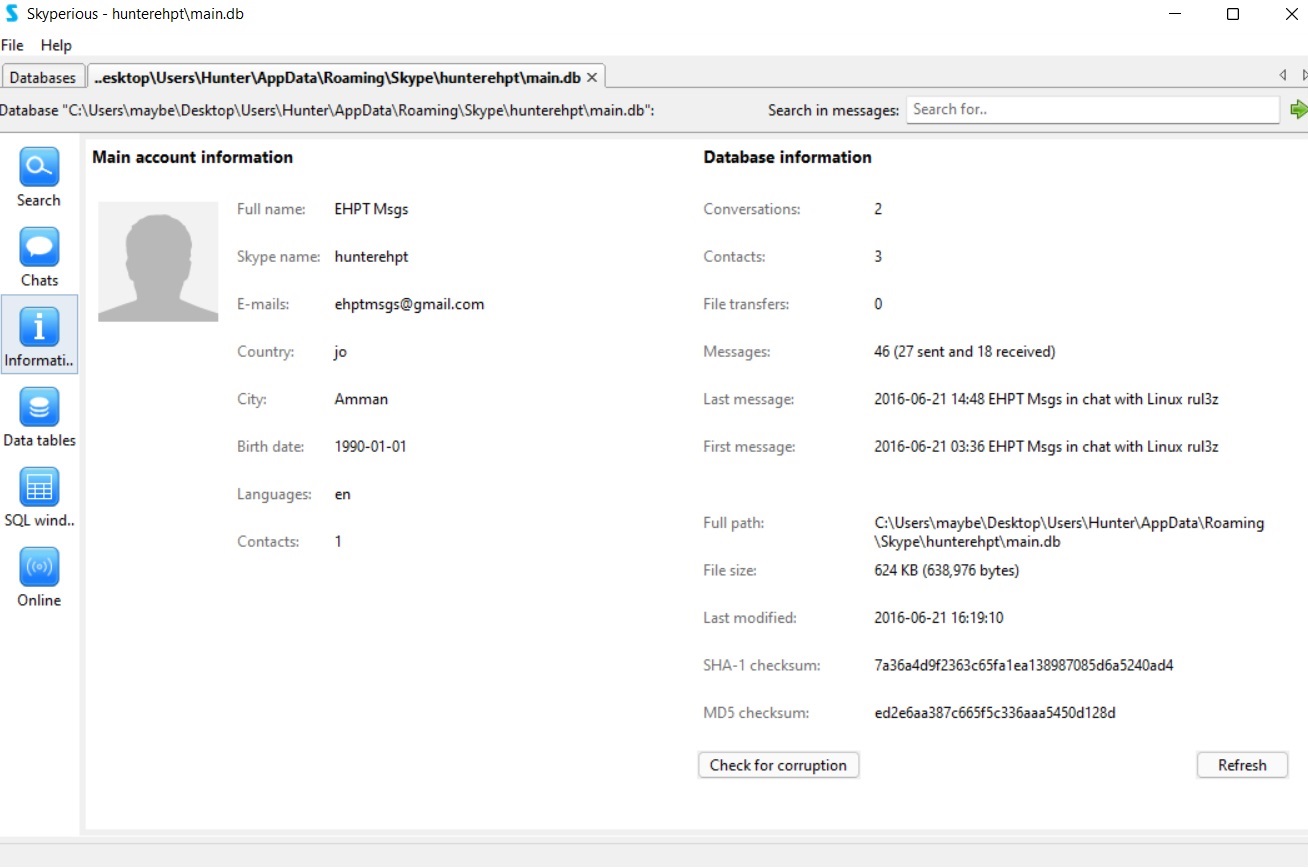 Skyperious - hunterehpt\main.db
File Help
Databases ..esktop\Users\Hunter\AppData\Roaming\Skype\hunterehpt\main.db
Database "C:\Users\maybe\Desktop\Users\Hunter\AppData\Roaming\Skype\hunterehpt\main.db": Search in messages: Search for..
Search
Chats
Informati..
Data tables
SQL wind..
Online
Main account information
Full name: EHPT Msgs
Skype name: hunterehpt
E-mails: ehptmsgs@gmail.com
Country: jo
City: Amman
Birth date: 1990-01-01
Languages: en
Contacts: 1
Database information
Conversations: 2
Contacts: 3
File transfers: 0
Messages: 46 (27 sent and 18 received)
Last message: 2016-06-21 14:48 EHPT Msgs in chat with Linux rul3z
First message: 2016-06-21 03:36 EHPT Msgs in chat with Linux rul3z
Full path: C:\Users\maybe\Desktop\Users\Hunter\AppData\Roaming
\Skype\hunterehpt\main.db
File size: 624 KB (638,976 bytes)
Last modified: 2016-06-21 16:19:10
SHA-1 checksum: 7a36a4d9f2363c65fa1ea138987085d6a5240ad4
MD5 checksum: ed2e6aa387c665f5c336aaa5450d128d
Check for corruption Refresh